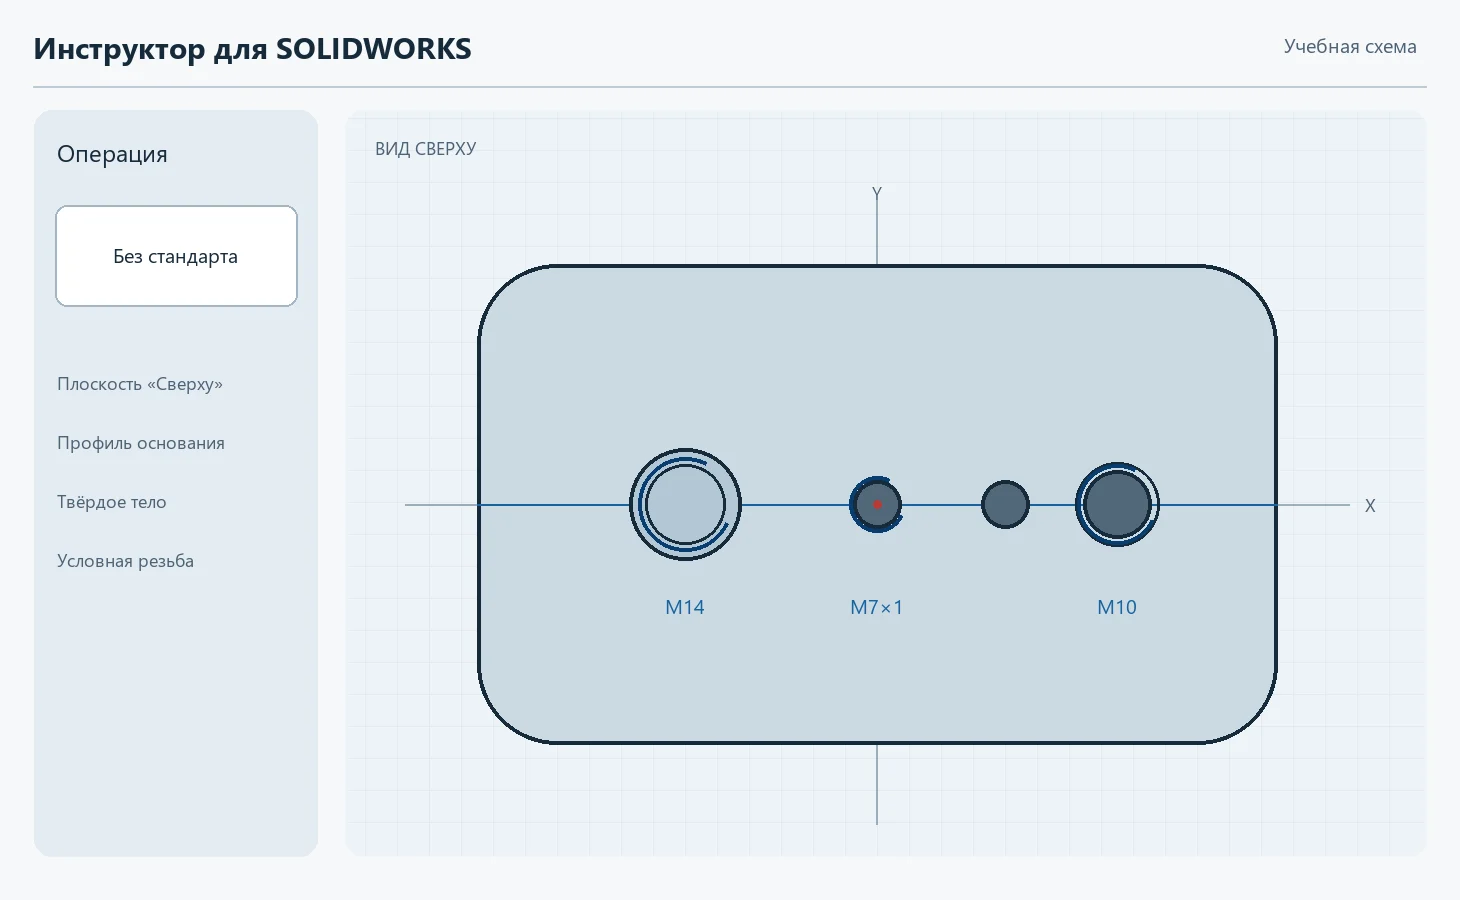 Инструктор для SOLIDWORKS
Учебная схема
Операция
Без стандарта
Плоскость «Сверху»
Профиль основания
Твёрдое тело
Условная резьба
ВИД СВЕРХУ
Y
X
M14
M7×1
M10